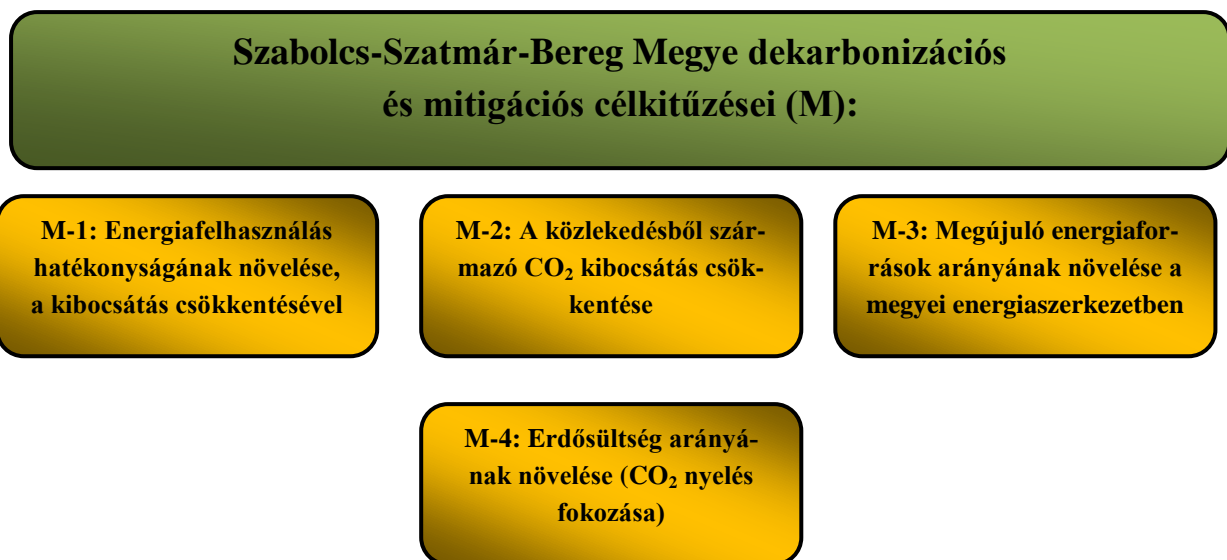 Szabolcs-Szatmár-Bereg Megye dekarbonizációs
és mitigációs célkitűzései (M):
M-1: Energiafelhasználás
hatékonyságának növelése,
a kibocsátás csökkentésével
M-2: A közlekedésből szár-
mazó CO₂ kibocsátás csök-
kentése
M-3: Megújuló energiafor-
rások arányának növelése a
megyei energiaszerkezetben
M-4: Erdősültség arányá-
nak növelése (CO₂ nyelés
fokozása)